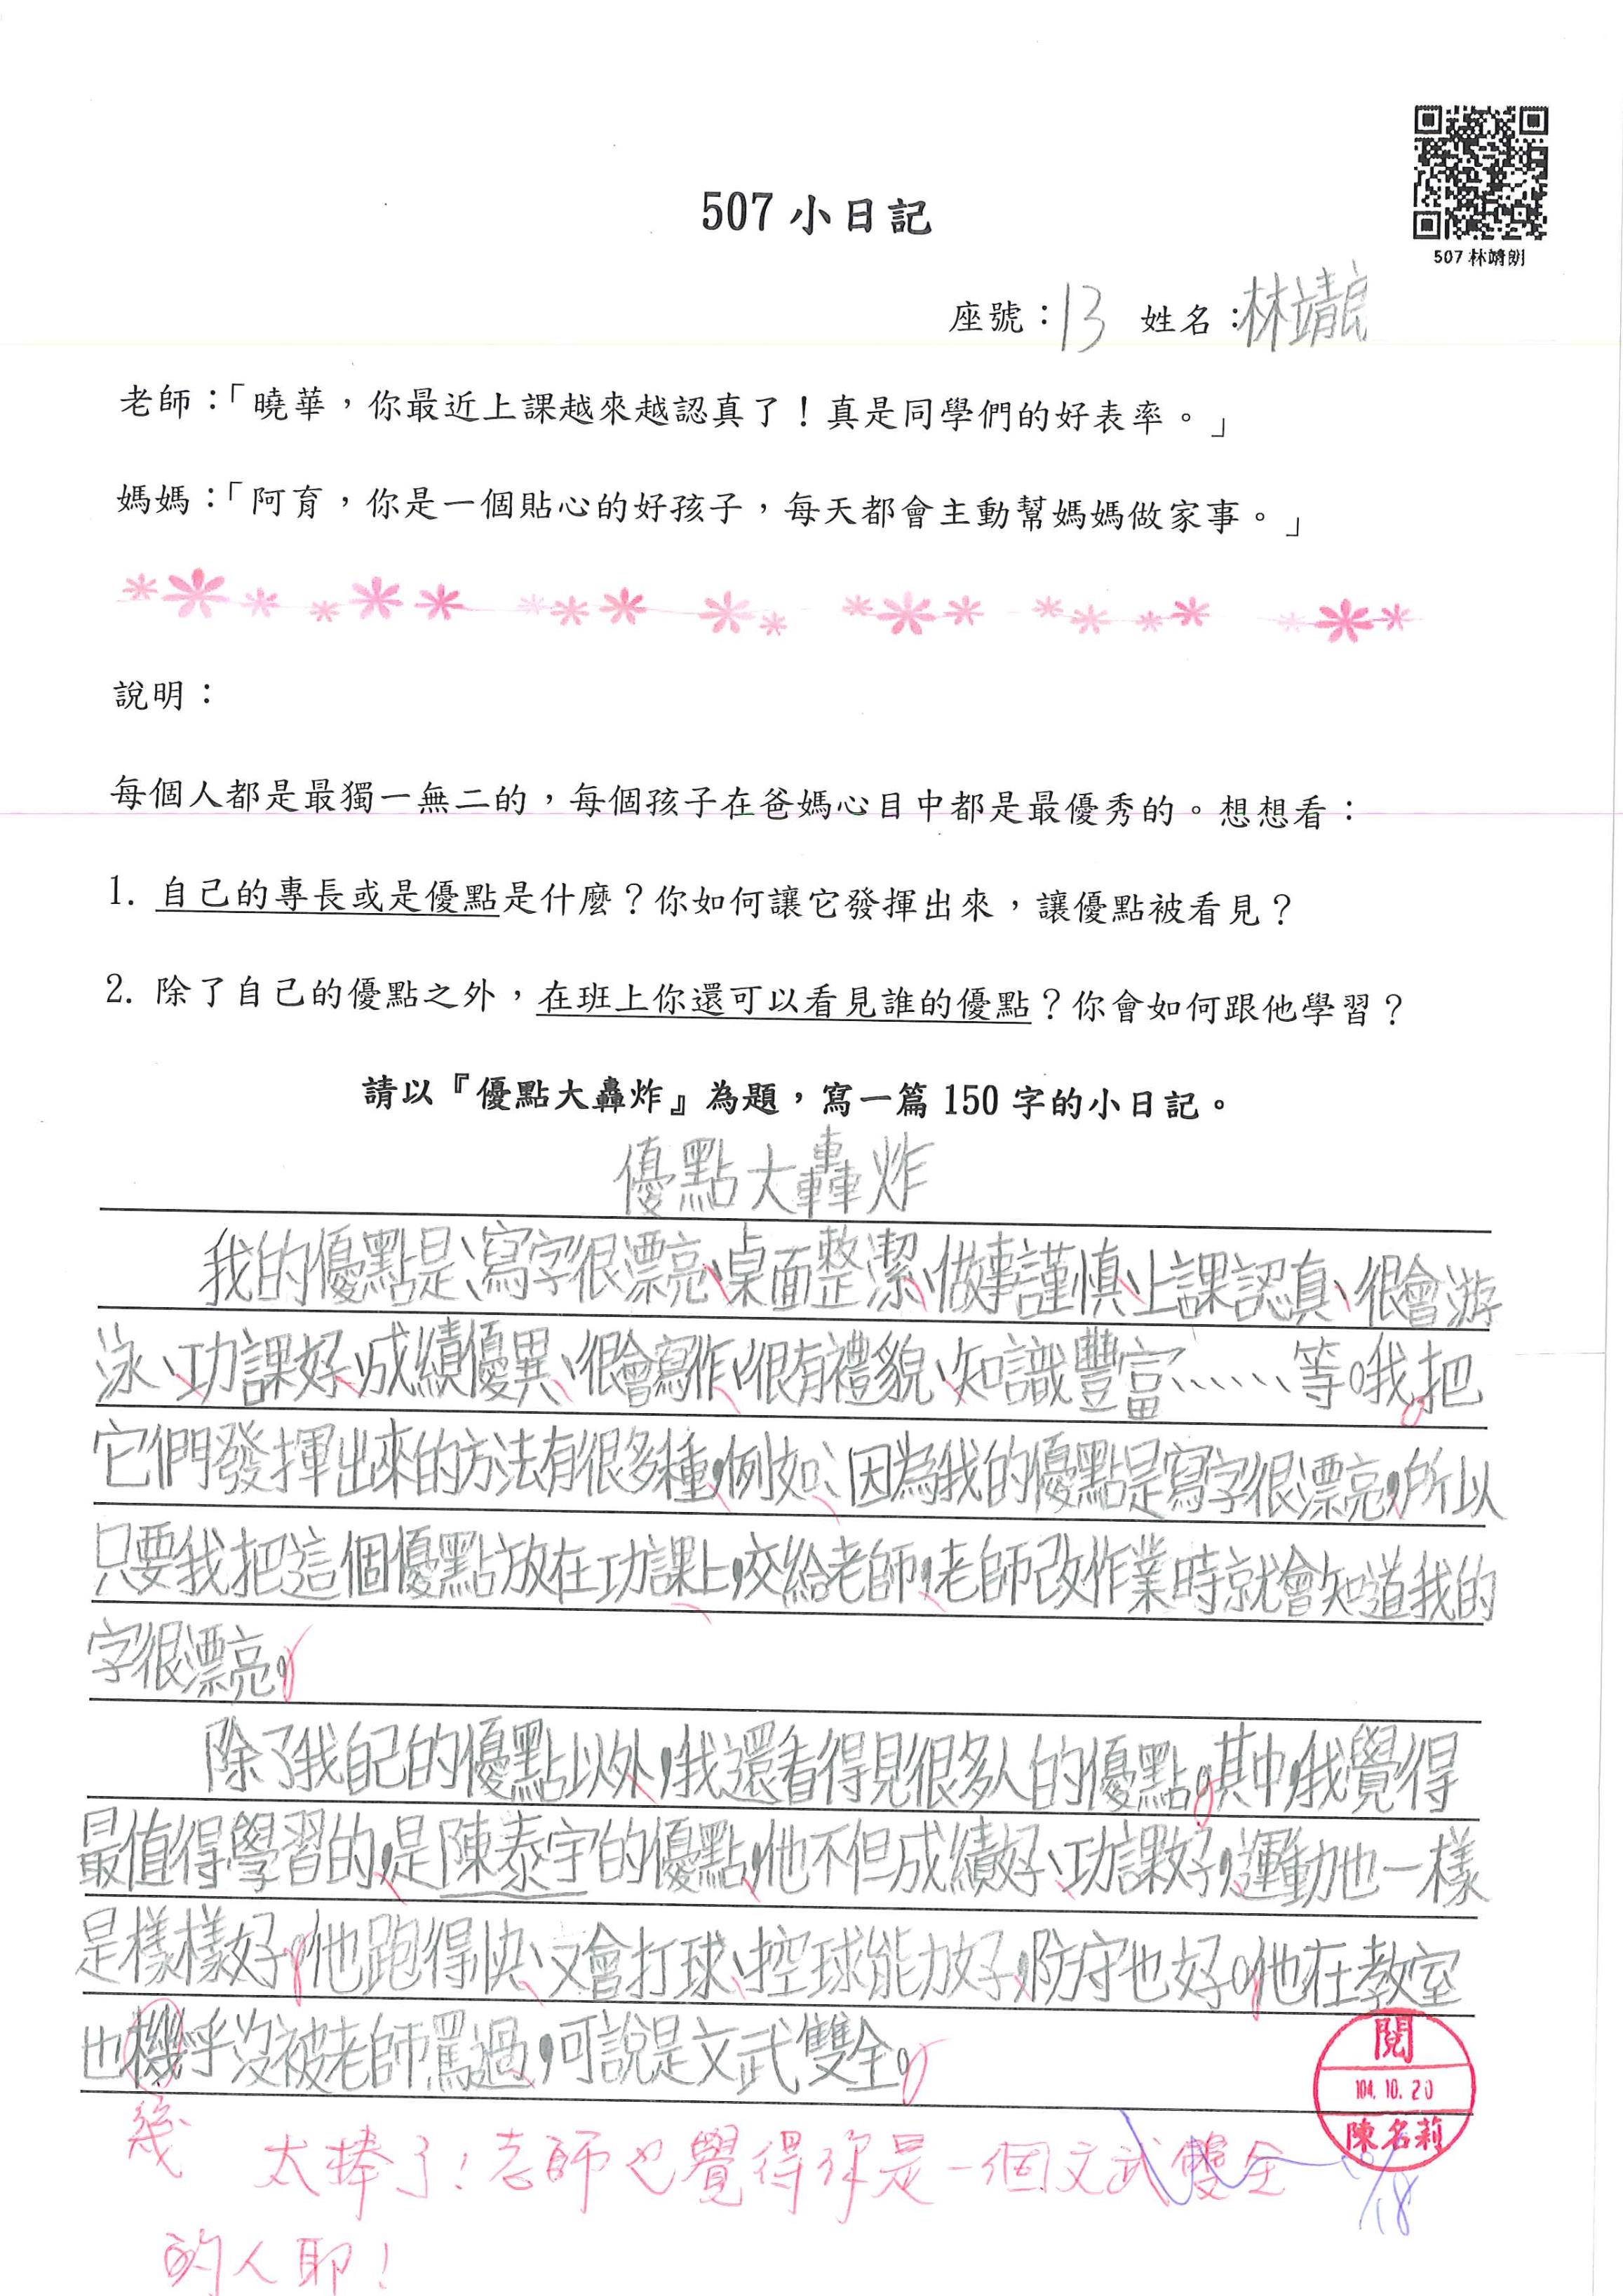 507 林靖朗
507 小日記
座號：13 姓名：林靖朗
老師：「曉華，你最近上課越來越認真了！真是同學們的好表率。」
媽媽：「阿育，你是一個貼心的好孩子，每天都會主動幫媽媽做家事。」
說明：
每個人都是最獨一無二的，每個孩子在爸媽心目中都是最優秀的。想想看：
1. 自己的專長或是優點是什麼？你如何讓它發揮出來，讓優點被看見？
2. 除了自己的優點之外，在班上你還可以看見誰的優點？你會如何跟他學習？
請以『優點大轟炸』為題，寫一篇 150 字的小日記。
優點大轟炸
我的優點是：寫字很漂亮、桌面整潔、做事謹慎、上課認真、很會游
泳、功課好、成績優異、很會寫作、很有禮貌、知識豐富……等。我把
它們發揮出來的方法有很多種，例如：因為我的優點是寫字很漂亮，所以
只要我把這個優點放在功課上，交給老師，老師改作業時就會知道我的
字很漂亮。
除了我自己的優點以外，我還看得見很多人的優點。其中，我覺得
最值得學習的，是陳泰宇的優點，他不但成績好、功課好，運動也一樣
是樣樣好。他跑得快、又會打球、控球能力好，防守也好。他在教室
也機乎沒被老師罵過，可說是文武雙全。
閱
104.10.20
陳名莉
幾
太棒了！老師也覺得你是一個文武雙全
的人耶！